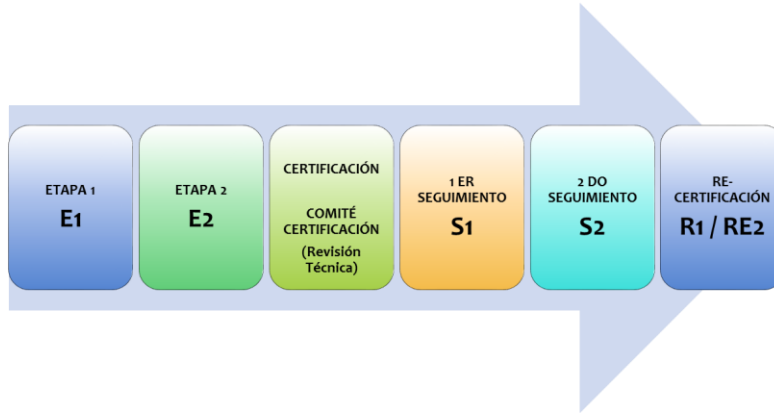 ETAPA 1
E1
ETAPA 2
E2
CERTIFICACIÓN
COMITÉ
CERTIFICACIÓN
(Revisión
Técnica)
1 ER
SEGUIMIENTO
S1
2 DO
SEGUIMIENTO
S2
RE-
CERTIFICACIÓN
R1 / RE2